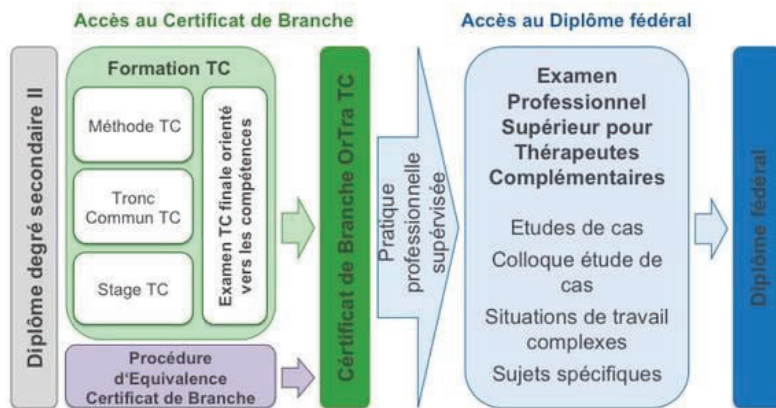 Accès au Certificat de Branche
Accès au Diplôme fédéral
Diplôme degré secondaire II
Formation TC
Méthode TC
Tronc
Commun TC
Stage TC
Examen TC finale orienté
vers les compétences
Procédure
d'Equivalence
Certificat de Branche
Cértificat de Branche OrTra TC
Pratique
professionnelle
supérvisée
Examen
Professionnel
Supérieur pour
Thérapeutes
Complémentaires
Etudes de cas
Colloque étude de
cas
Situations de travail
complexes
Sujets spécifiques
Diplôme fédéral